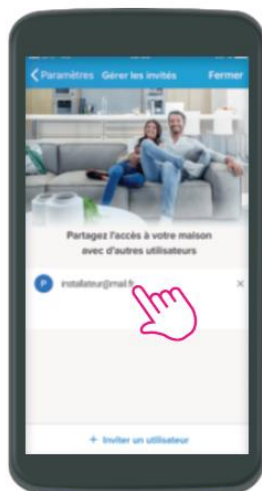 Paramètres Gérer les invités Fermer
Partagez l'accès à votre maison
avec d'autres utilisateurs
P installateur@mail.fr ×
+ Inviter un utilisateur